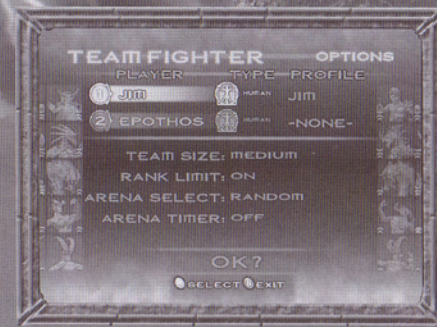 TEAM FIGHTER OPTIONS
PLAYER TYPE PROFILE
1 JIM HUMAN JIM
2 EPOTHOS HUMAN -NONE-
TEAM SIZE: MEDIUM
RANK LIMIT: ON
ARENA SELECT: RANDOM
ARENA TIMER: OFF
OK?
SELECT EXIT